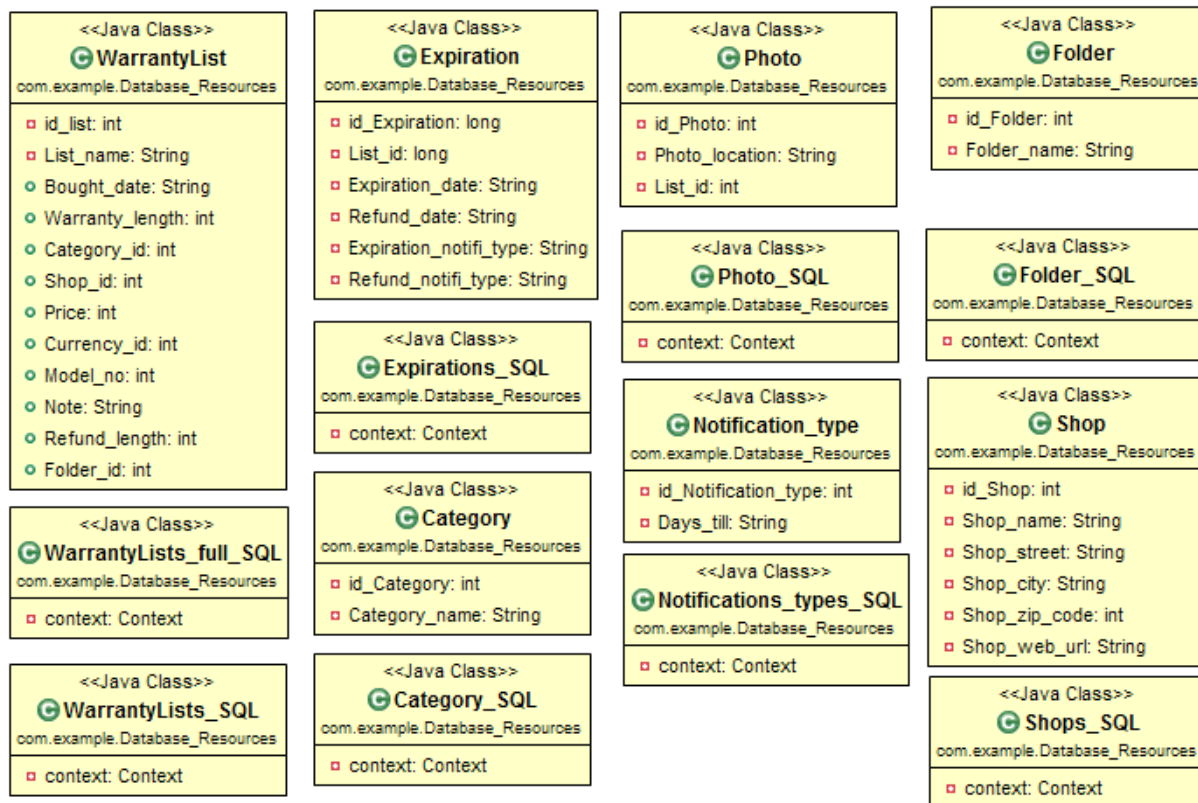 <<Java Class>>
WarrantyList
com.example.Database_Resources
id_list: int
List_name: String
Bought_date: String
Warranty_length: int
Category_id: int
Shop_id: int
Price: int
Currency_id: int
Model_no: int
Note: String
Refund_length: int
Folder_id: int
<<Java Class>>
WarrantyLists_full_SQL
com.example.Database_Resources
context: Context
<<Java Class>>
WarrantyLists_SQL
com.example.Database_Resources
context: Context
<<Java Class>>
Expiration
com.example.Database_Resources
id_Expiration: long
List_id: long
Expiration_date: String
Refund_date: String
Expiration_notifi_type: String
Refund_notifi_type: String
<<Java Class>>
Expirations_SQL
com.example.Database_Resources
context: Context
<<Java Class>>
Category
com.example.Database_Resources
id_Category: int
Category_name: String
<<Java Class>>
Category_SQL
com.example.Database_Resources
context: Context
<<Java Class>>
Photo
com.example.Database_Resources
id_Photo: int
Photo_location: String
List_id: int
<<Java Class>>
Photo_SQL
com.example.Database_Resources
context: Context
<<Java Class>>
Notification_type
com.example.Database_Resources
id_Notification_type: int
Days_till: String
<<Java Class>>
Notifications_types_SQL
com.example.Database_Resources
context: Context
<<Java Class>>
Folder
com.example.Database_Resources
id_Folder: int
Folder_name: String
<<Java Class>>
Folder_SQL
com.example.Database_Resources
context: Context
<<Java Class>>
Shop
com.example.Database_Resources
id_Shop: int
Shop_name: String
Shop_street: String
Shop_city: String
Shop_zip_code: int
Shop_web_url: String
<<Java Class>>
Shops_SQL
com.example.Database_Resources
context: Context